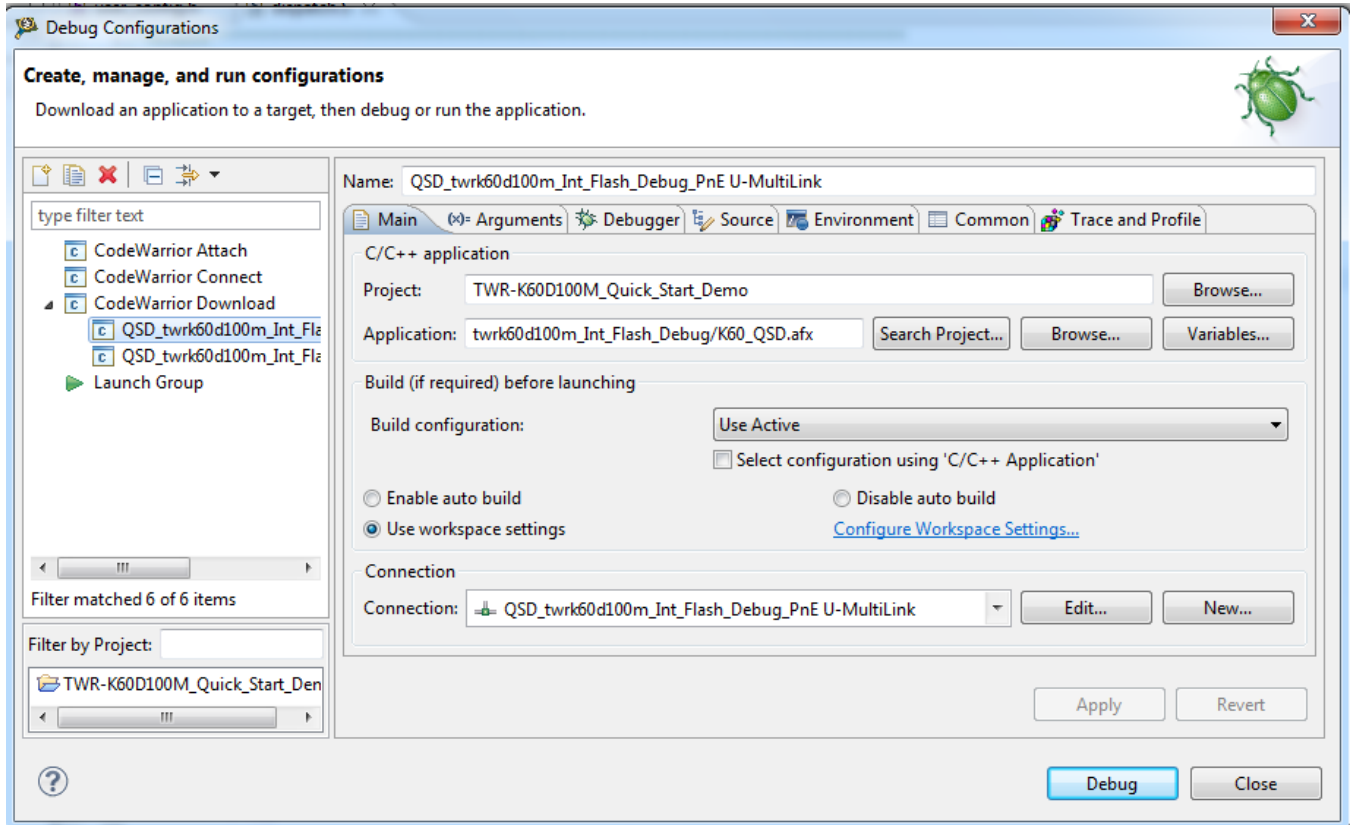 Debug Configurations
Create, manage, and run configurations
Download an application to a target, then debug or run the application.
type filter text
CodeWarrior Attach
CodeWarrior Connect
CodeWarrior Download
QSD_twrk60d100m_Int_Fla
QSD_twrk60d100m_Int_Fla
Launch Group
Filter matched 6 of 6 items
Filter by Project:
TWR-K60D100M_Quick_Start_Den
Name: QSD_twrk60d100m_Int_Flash_Debug_PnE U-MultiLink
Main (x)= Arguments Debugger Source Environment Common Trace and Profile
C/C++ application
Project: TWR-K60D100M_Quick_Start_Demo Browse...
Application: twrk60d100m_Int_Flash_Debug/K60_QSD.afx Search Project... Browse... Variables...
Build (if required) before launching
Build configuration: Use Active
Select configuration using 'C/C++ Application'
Enable auto build Disable auto build
Use workspace settings Configure Workspace Settings...
Connection
Connection: QSD_twrk60d100m_Int_Flash_Debug_PnE U-MultiLink Edit... New...
Apply Revert
Debug Close